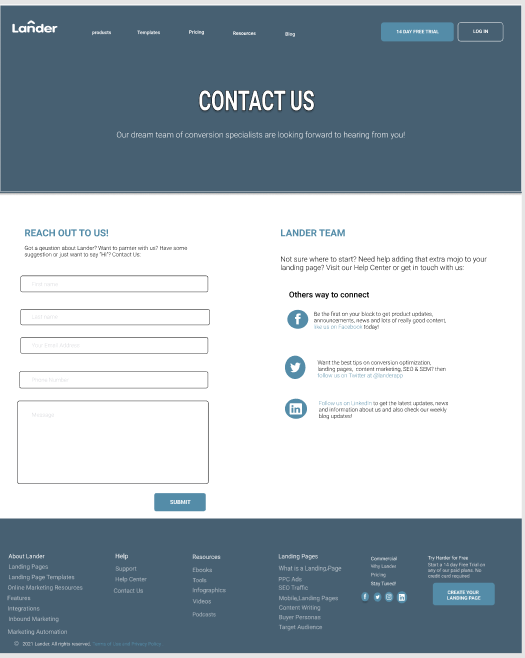 Lander
products
Templates
Pricing
Resources
Blog
14 DAY FREE TRIAL
LOG IN
CONTACT US
Our dream team of conversion specialists are looking forward to hearing from you!
REACH OUT TO US!
Got a qeustion about Lander? Want to parnter with us? Have some
suggestion or just want to say "Hi"? Contact Us:
First name
Last name
Your Email Address
Phone Number
Message
SUBMIT
LANDER TEAM
Not sure where to start? Need help adding that extra mojo to your
landing page? Visit our Help Center or get in touch with us:
Others way to connect
Be the first on your block to get product updates,
announcements, news and lots of really good content,
like us on Facebook today!
Want the best tips on conversion optimization,
landing pages, content marketing, SEO & SEM? then
follow us on Twitter at @landerapp
Follow us on LinkedIn to get the latest updates, news
and information about us and also check our weekly
blog updates!
About Lander
Landing Pages
Landing Page Templates
Online Marketing Resources
Features
Integrations
Inbound Marketing
Marketing Automation
Help
Support
Help Center
Contact Us
Resources
Ebooks
Tools
Infographics
Videos
Podcasts
Landing Pages
What is a Landing,Page
PPC Ads
SEO Traffic
Mobile,Landing Pages
Content Writing
Buyer Personas
Target Audience
Commercial
Why Lander
Pricing
Stay Tuned!
Try Hander for Free
Start a 14 day Free Trial on
any of our paid plans. No
credit card required
CREATE YOUR
LANDING PAGE
© 2021 Lander. All rights reserved. Terms of Use and Privacy Policy